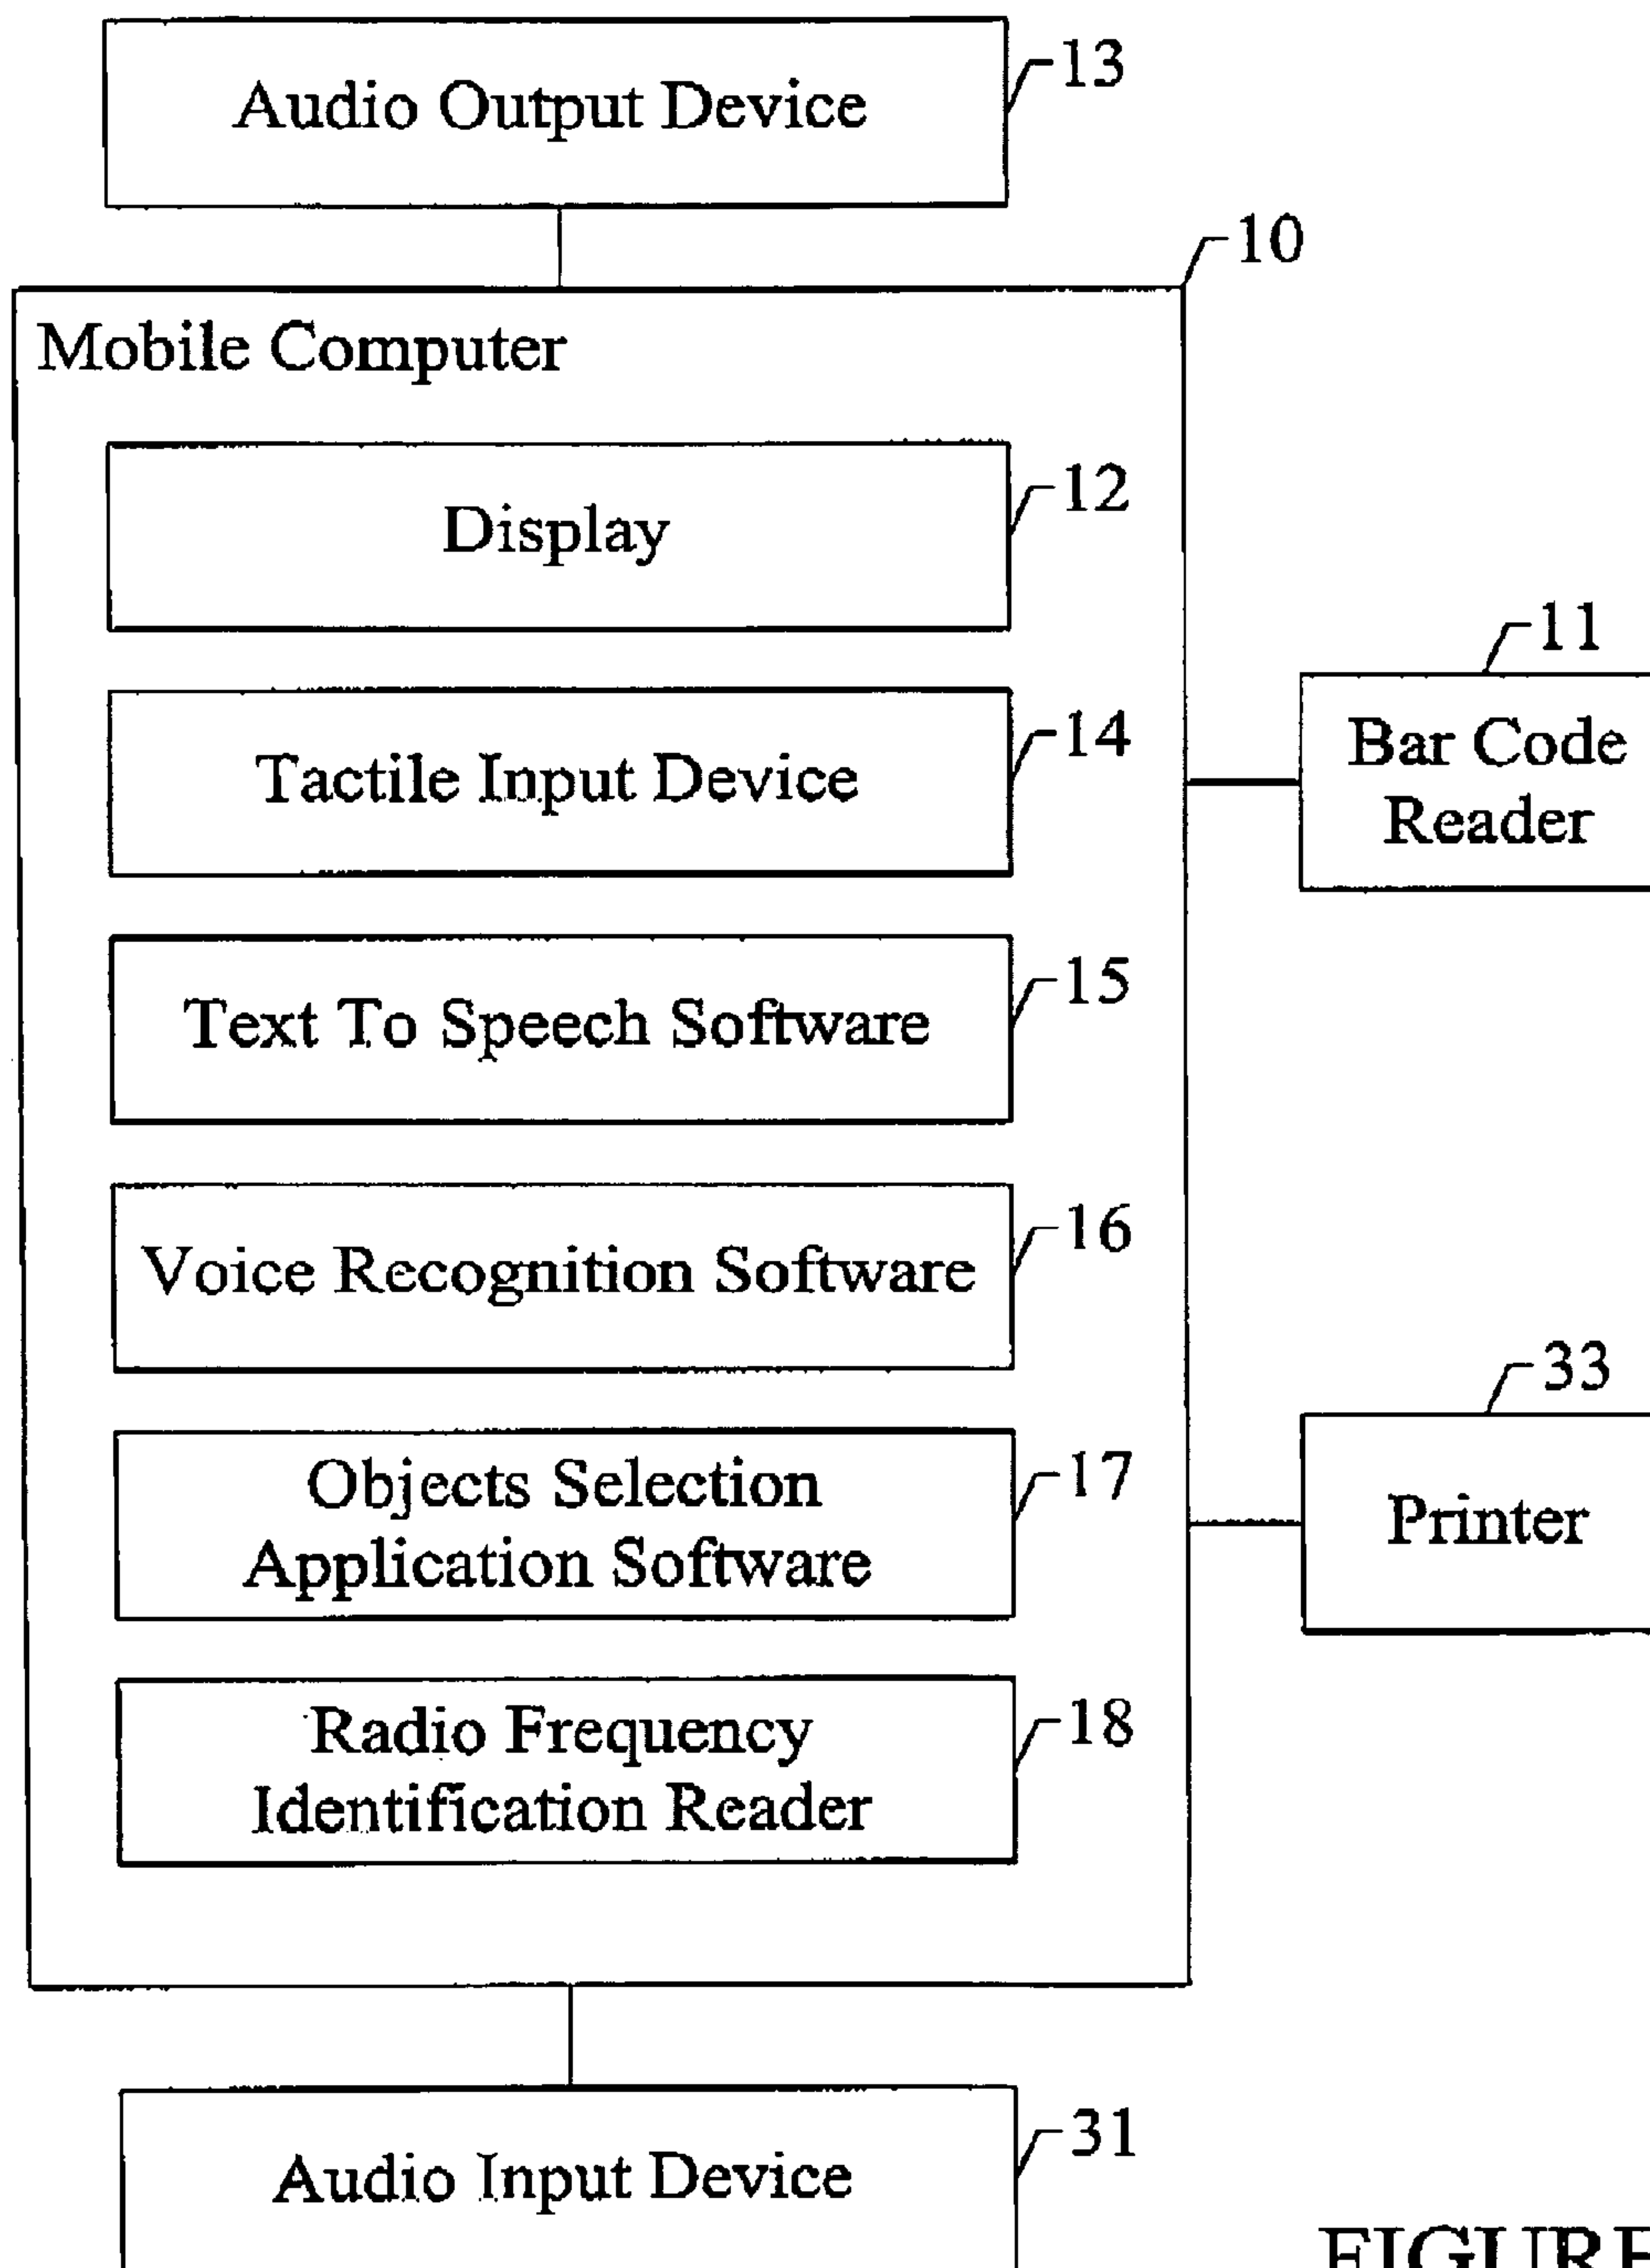 13
Audio Output Device
10
Mobile Computer
12
Display
11
14
Bar Code
Reader
Tactile Input Device
15
Text To Speech Software
16
Voice Recognition Software
33
17
Objects Selection
Application Software
Printer
18
Radio Frequency
Identification Reader
31
Audio Input Device
FIGURE